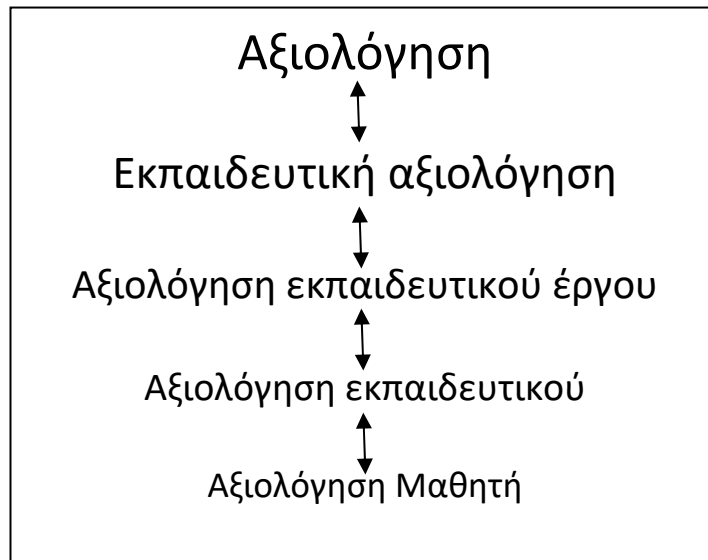 Αξιολόγηση
Εκπαιδευτική αξιολόγηση
Αξιολόγηση εκπαιδευτικού έργου
Αξιολόγηση εκπαιδευτικού
Αξιολόγηση Μαθητή